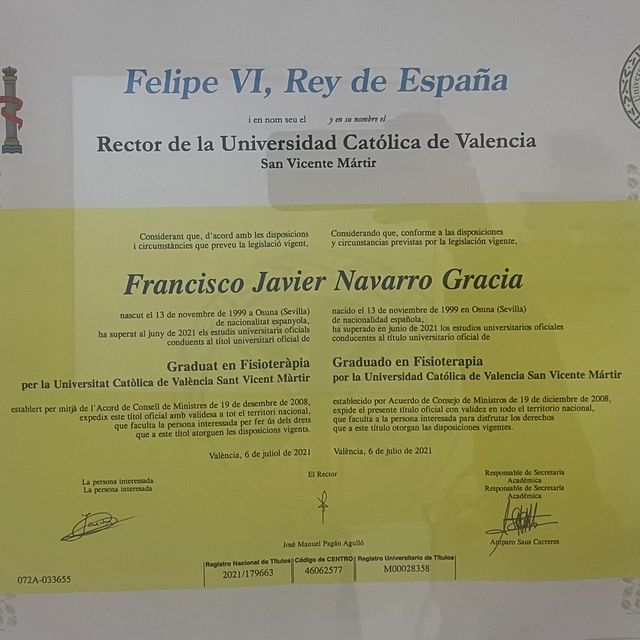 Felipe VI, Rey de España
i en nom seu el y en su nombre el
Rector de la Universidad Católica de Valencia
San Vicente Mártir
Considerant que, d'acord amb les disposicions
i circumstàncies que preveu la legislació vigent,
Considerando que, conforme a las disposiciones
y circunstancias previstas por la legislación vigente,
Francisco Javier Navarro Gracia
nascut el 13 de novembre de 1999 a Osuna (Sevilla)
de nacionalitat espanyola,
ha superat al juny de 2021 els estudis universitaris oficials
conduents al títol universitari oficial de
nacido el 13 de noviembre de 1999 en Osuna (Sevilla)
de nacionalidad española,
ha superado en junio de 2021 los estudios universitarios oficiales
conducentes al título universitario oficial de
Graduat en Fisioteràpia
per la Universitat Catòlica de València Sant Vicent Màrtir
Graduado en Fisioterapia
por la Universidad Católica de Valencia San Vicente Mártir
establert per mitjà de l'Acord de Consell de Ministres de 19 de desembre de 2008,
expedix este títol oficial amb validesa a tot el territori nacional,
que faculta la persona interessada per fer ús dels drets
que a este títol atorguen les disposicions vigents.
establecido por Acuerdo de Consejo de Ministros de 19 de diciembre de 2008,
expide el presente título oficial con validez en todo el territorio nacional,
que faculta a la persona interesada para disfrutar los derechos
que a este título otorgan las disposiciones vigentes.
València, 6 de juliol de 2021
València, 6 de julio de 2021
La persona interessada
La persona interesada
El Rector
Responsable de Secretaria
Acadèmica
Responsable de Secretaría
Académica
José Manuel Pagán Agulló
Amparo Saus Carreres
Registro Nacional de Títulos
2021/179663
Código de CENTRO
46062577
Registro Universitario de Títulos
M00028358
072A-033655